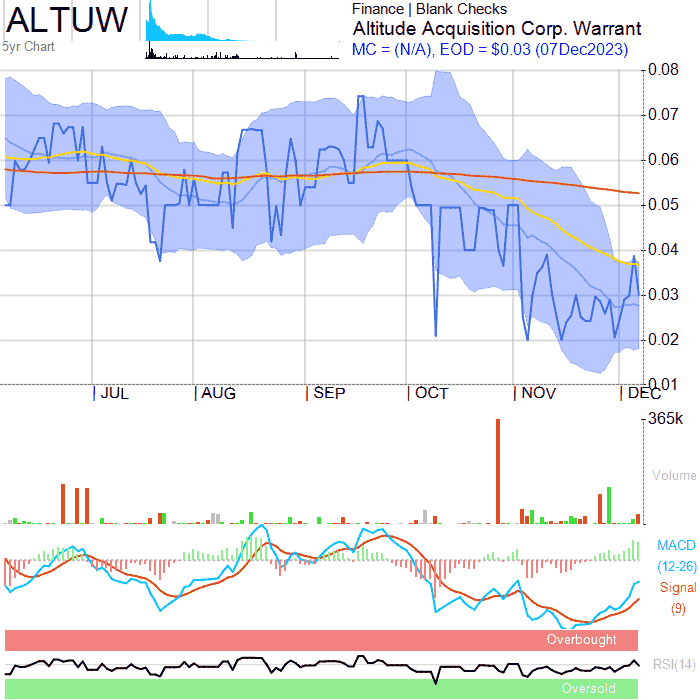 ALTUW
5yr Chart
Finance | Blank Checks
Altitude Acquisition Corp. Warrant
MC = (N/A), EOD = $0.03 (07Dec2023)
0.08
0.07
0.06
0.05
0.04
0.03
0.02
0.01
JUL AUG SEP OCT NOV DEC
365k
Volume
MACD
(12-26)
Signal
(9)
Overbought
RSI(14)
Oversold